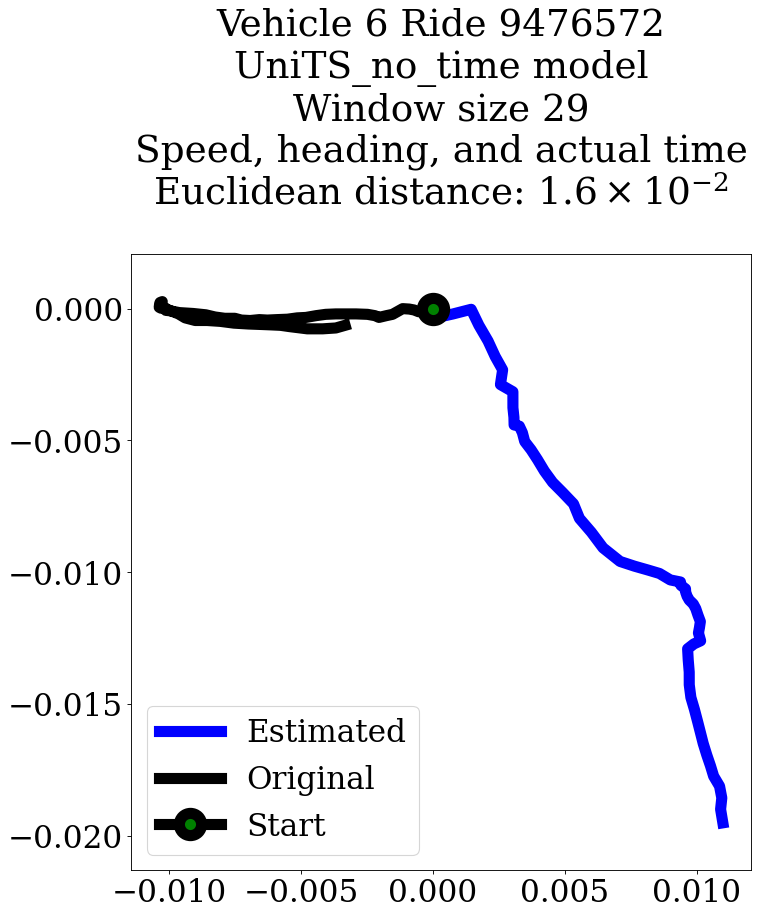 Vehicle 6 Ride 9476572
UniTS_no_time model
Window size 29
Speed, heading, and actual time
Euclidean distance: 1.6 × 10⁻²
0.000
−0.005
−0.010
−0.015
−0.020
Estimated
Original
Start
−0.010 −0.005 0.000 0.005 0.010